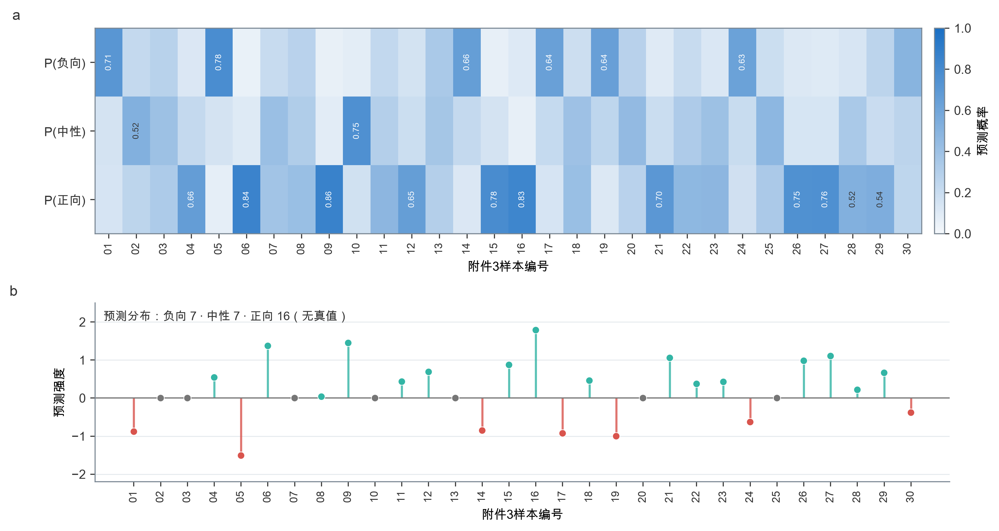 a
P(负向)
P(中性)
P(正向)
0.71 0.78 0.66 0.64 0.64 0.63
0.52 0.75
0.66 0.84 0.86 0.65 0.78 0.83 0.70 0.75 0.76 0.52 0.54
01 02 03 04 05 06 07 08 09 10 11 12 13 14 15 16 17 18 19 20 21 22 23 24 25 26 27 28 29 30
附件3样本编号
1.0
0.8
0.6
0.4
0.2
0.0
预测概率
b
预测分布：负向 7 · 中性 7 · 正向 16（无真值）
2
1
0
−1
−2
预测强度
01 02 03 04 05 06 07 08 09 10 11 12 13 14 15 16 17 18 19 20 21 22 23 24 25 26 27 28 29 30
附件3样本编号